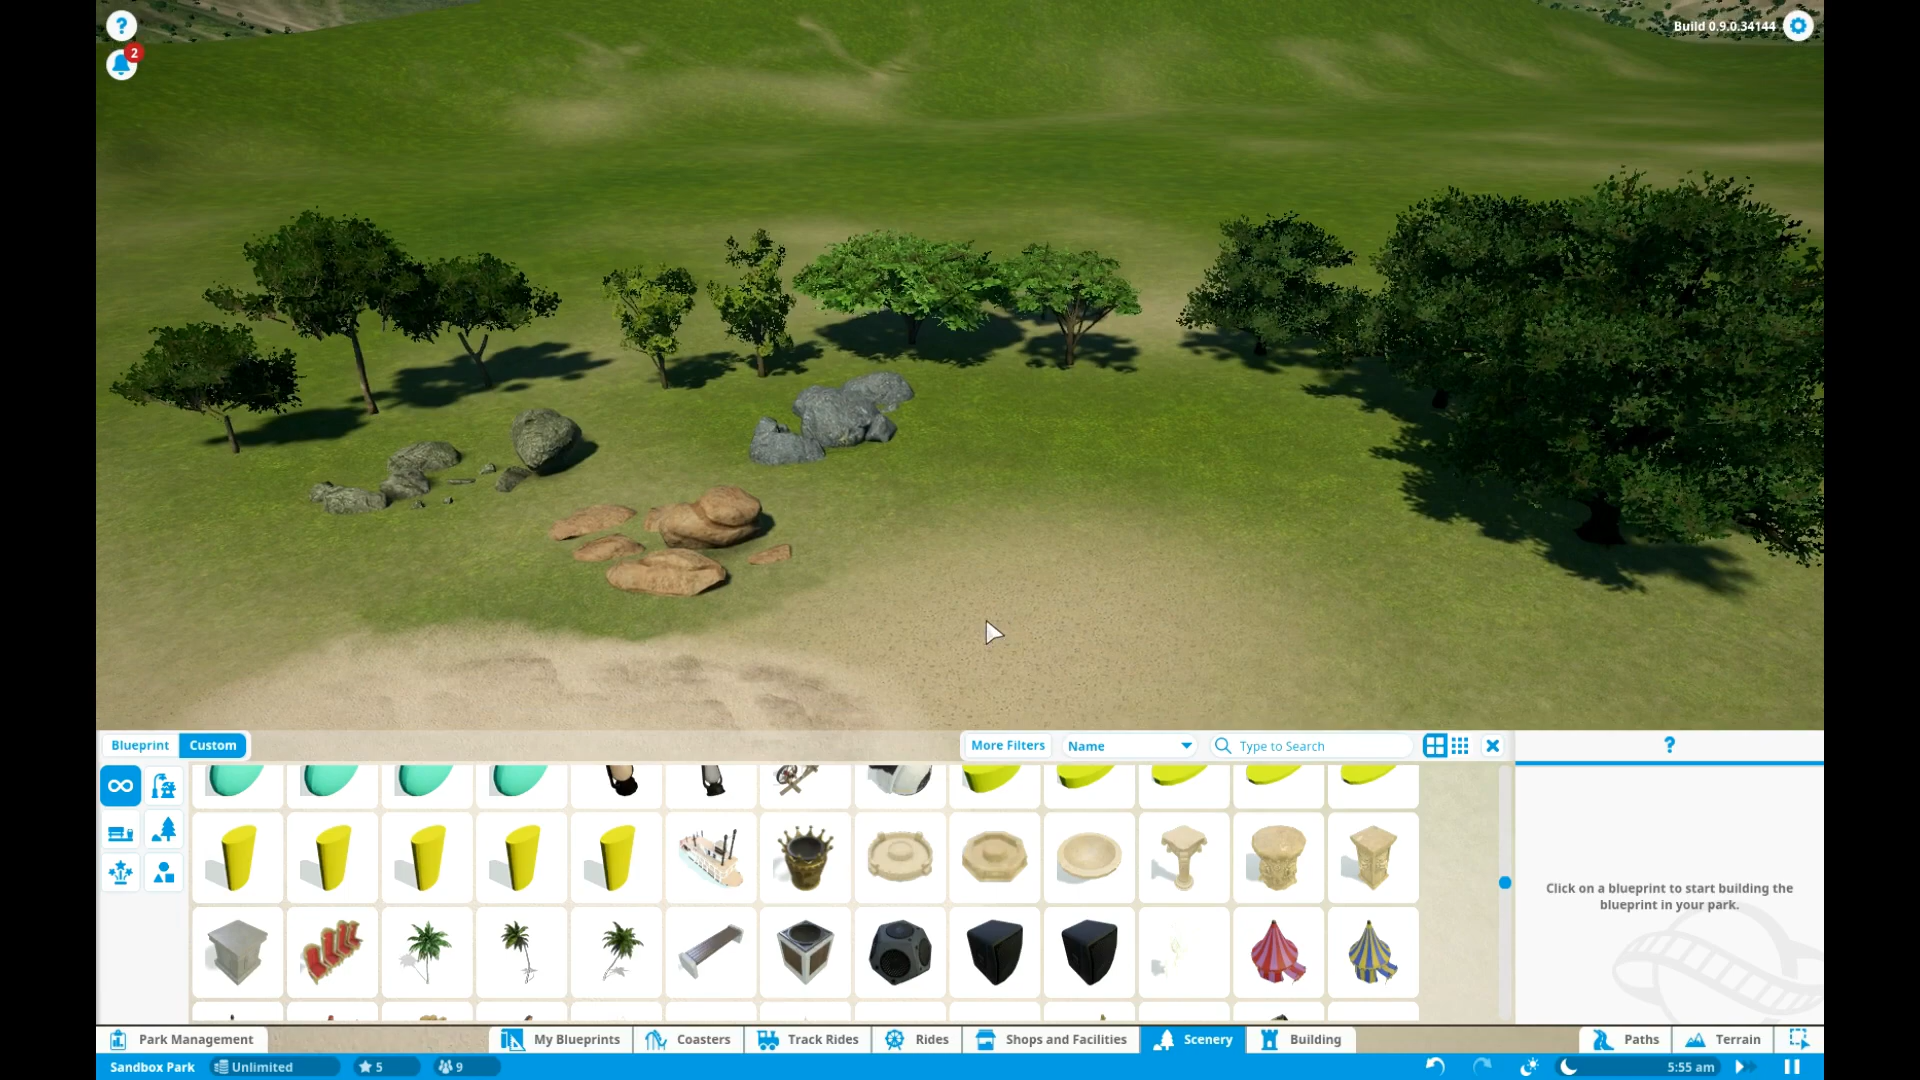 ?
2
Build 0.9.0.34144
Blueprint Custom
More Filters Name Type to Search
?
Click on a blueprint to start building the
blueprint in your park.
Park Management My Blueprints Coasters Track Rides Rides Shops and Facilities Scenery Building Paths Terrain
Sandbox Park Unlimited 5 9 5:55 am